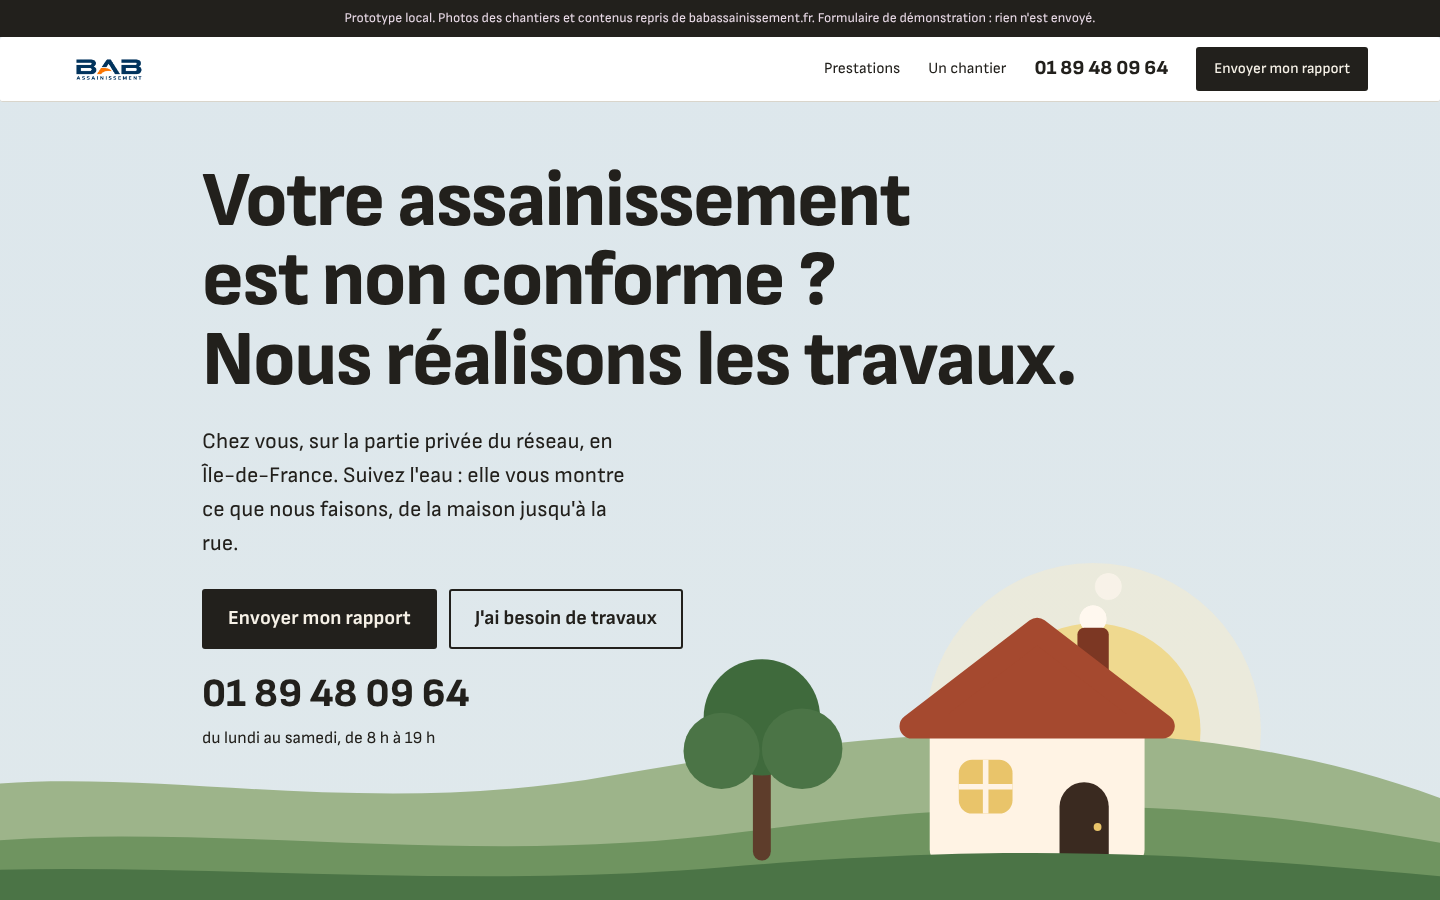 Prototype local. Photos des chantiers et contenus repris de babassainissement.fr. Formulaire de démonstration : rien n'est envoyé.
BAB
ASSAINISSEMENT
Prestations
Un chantier
01 89 48 09 64
Envoyer mon rapport
Votre assainissement
est non conforme ?
Nous réalisons les travaux.
Chez vous, sur la partie privée du réseau, en
Île-de-France. Suivez l'eau : elle vous montre
ce que nous faisons, de la maison jusqu'à la
rue.
Envoyer mon rapport
J'ai besoin de travaux
01 89 48 09 64
du lundi au samedi, de 8 h à 19 h